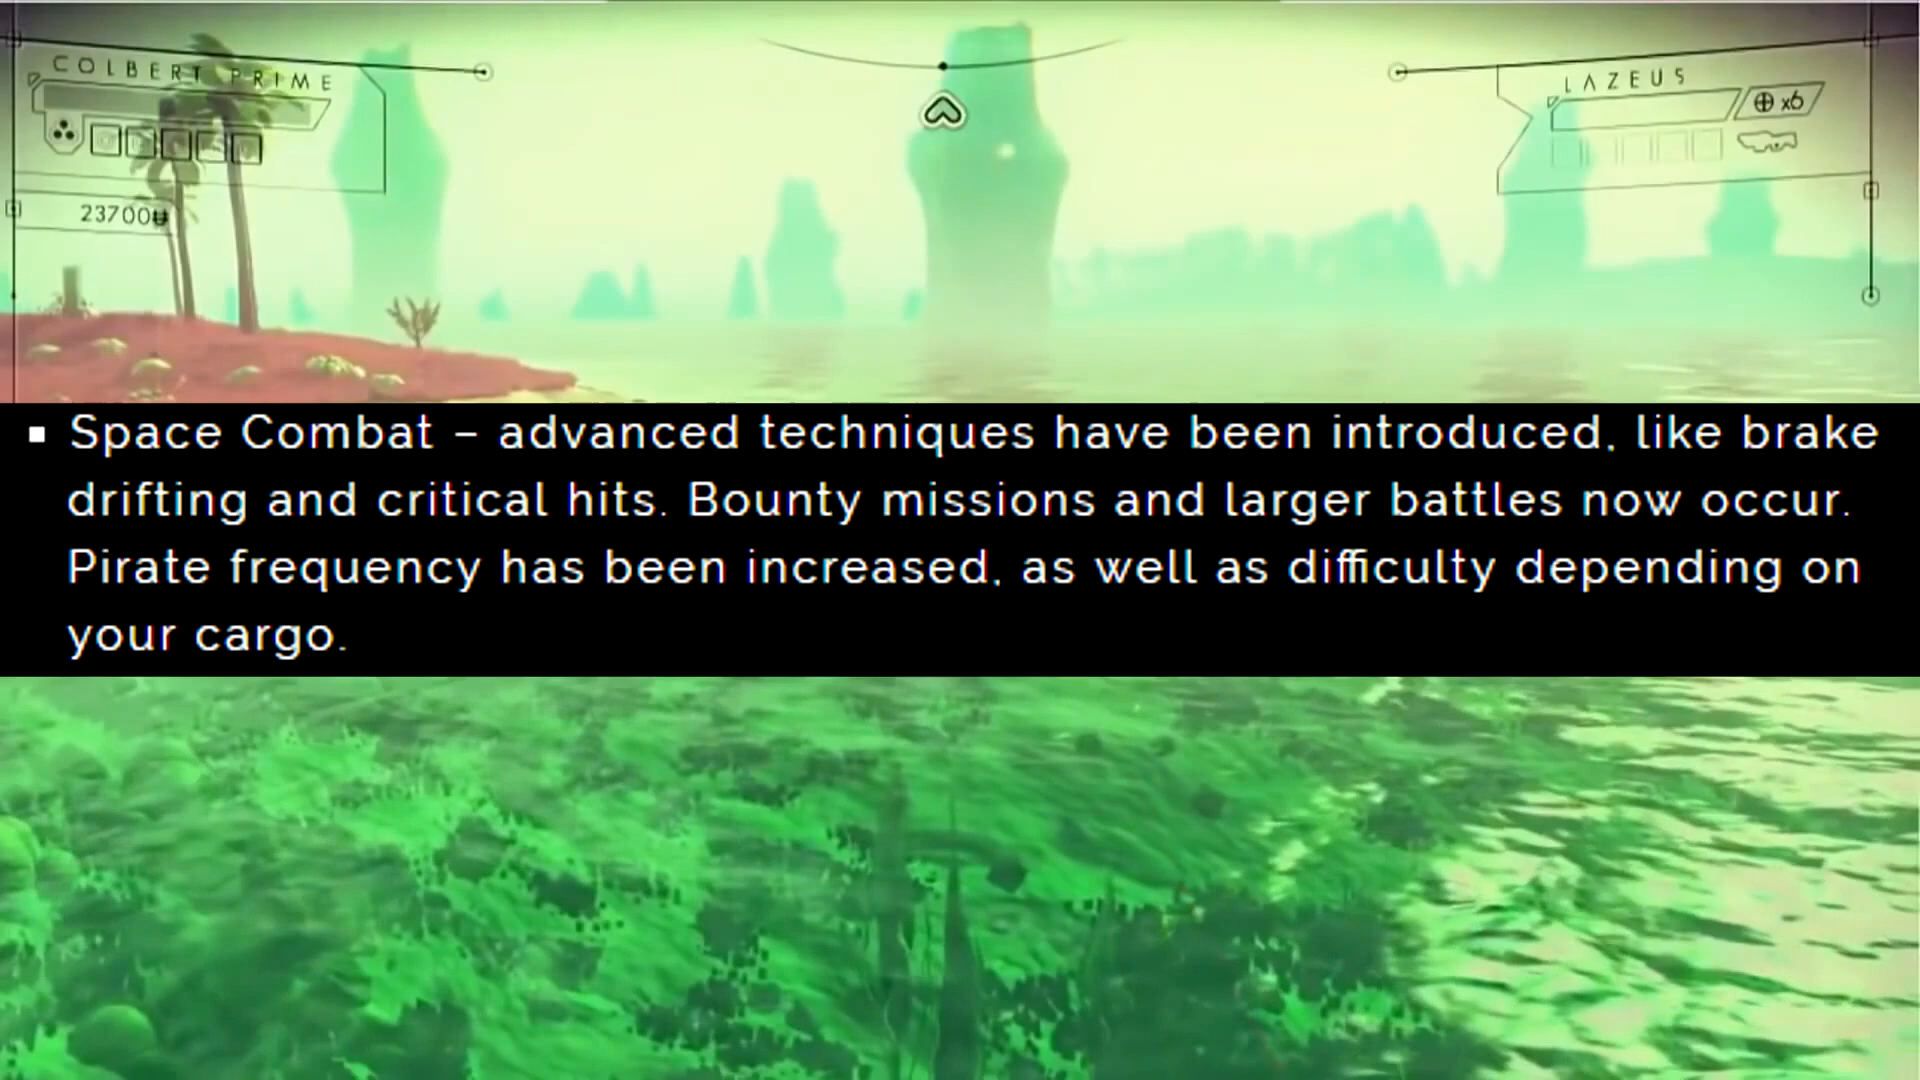 COLBERT PRIME
LAZEUS
x6
23700U
▪ Space Combat – advanced techniques have been introduced, like brake
drifting and critical hits. Bounty missions and larger battles now occur.
Pirate frequency has been increased, as well as difficulty depending on
your cargo.